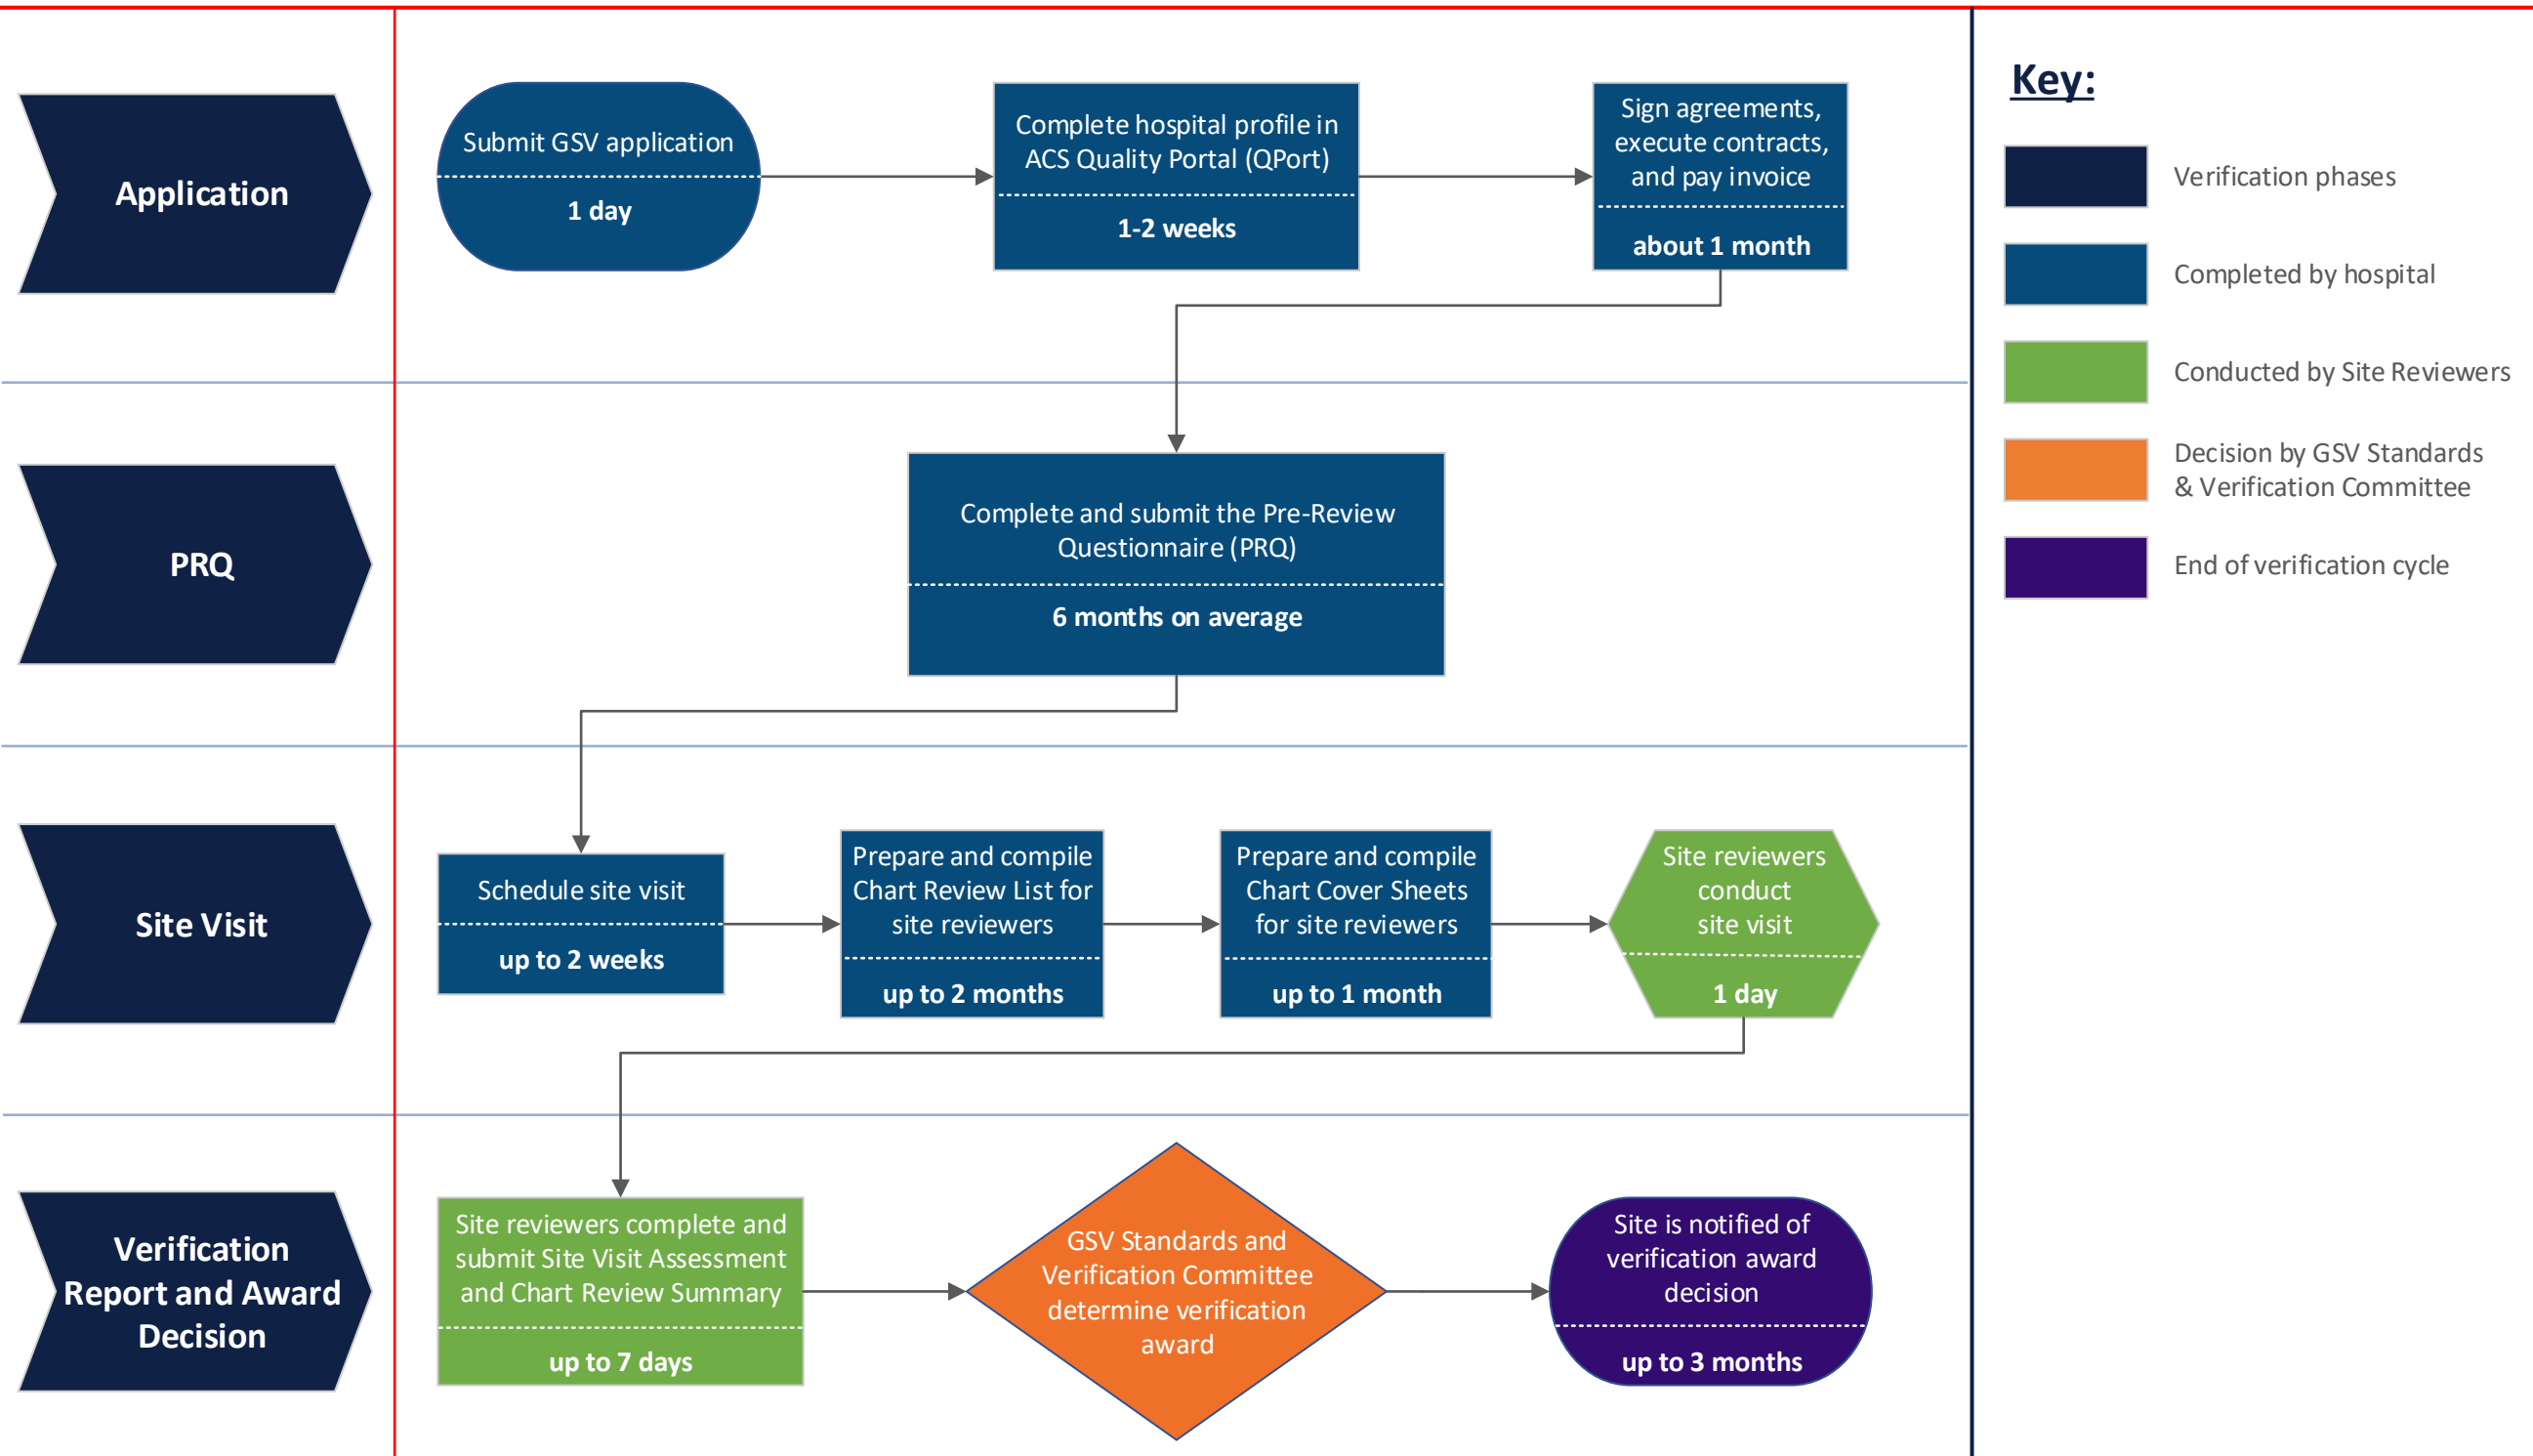 Application
Submit GSV application
1 day
Complete hospital profile in
ACS Quality Portal (QPort)
1-2 weeks
Sign agreements,
execute contracts,
and pay invoice
about 1 month
PRQ
Complete and submit the Pre-Review
Questionnaire (PRQ)
6 months on average
Site Visit
Schedule site visit
up to 2 weeks
Prepare and compile
Chart Review List for
site reviewers
up to 2 months
Prepare and compile
Chart Cover Sheets
for site reviewers
up to 1 month
Site reviewers
conduct
site visit
1 day
Verification
Report and Award
Decision
Site reviewers complete and
submit Site Visit Assessment
and Chart Review Summary
up to 7 days
GSV Standards and
Verification Committee
determine verification
award
Site is notified of
verification award
decision
up to 3 months
Key:
Verification phases
Completed by hospital
Conducted by Site Reviewers
Decision by GSV Standards
& Verification Committee
End of verification cycle